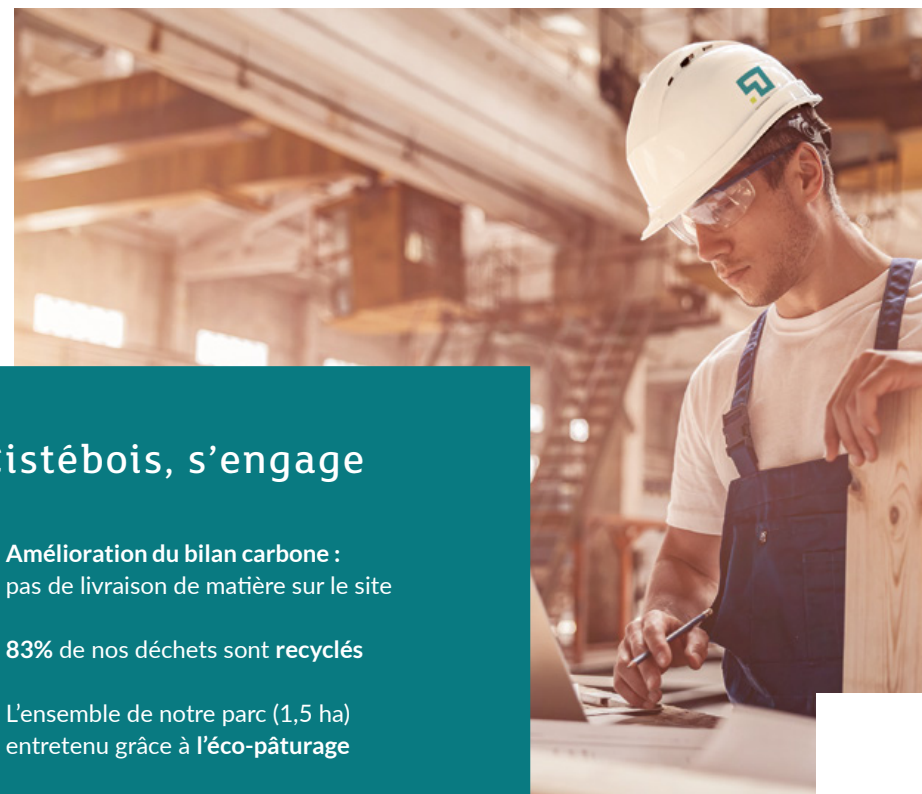 Cistébois, s’engage
Amélioration du bilan carbone :
pas de livraison de matière sur le site
83% de nos déchets sont recyclés
L’ensemble de notre parc (1,5 ha)
entretenu grâce à l’éco-pâturage